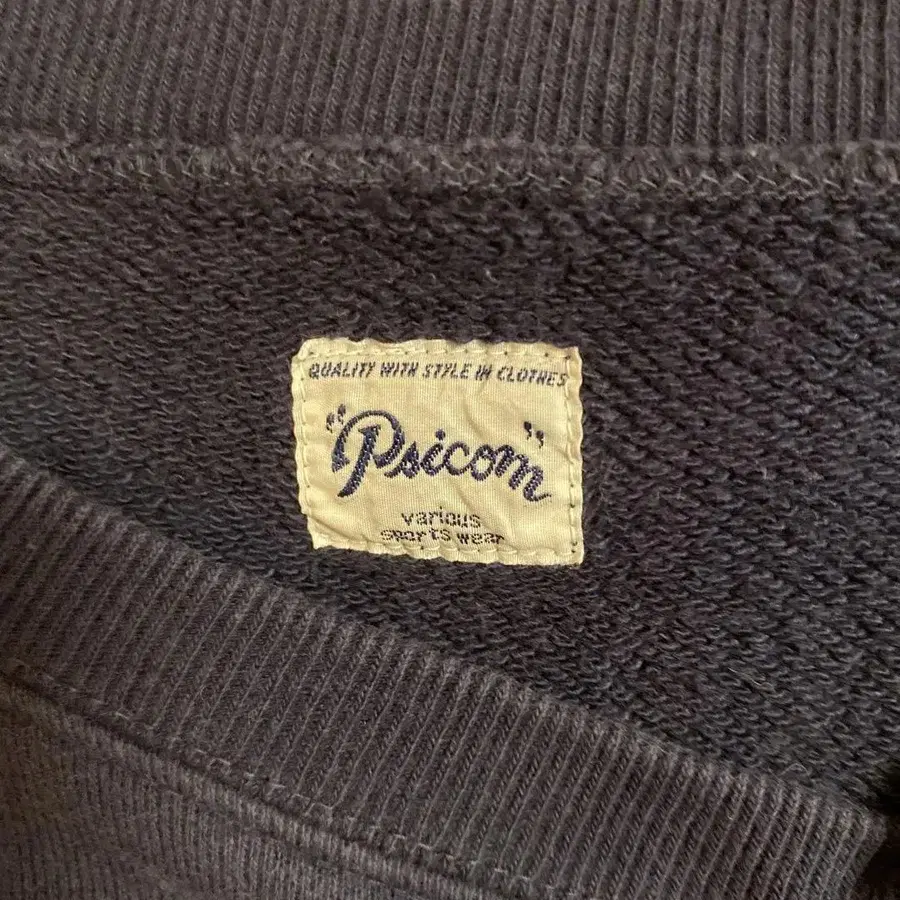 QUALITY WITH STYLE IN CLOTHES
"Psicom"
various
sports wear